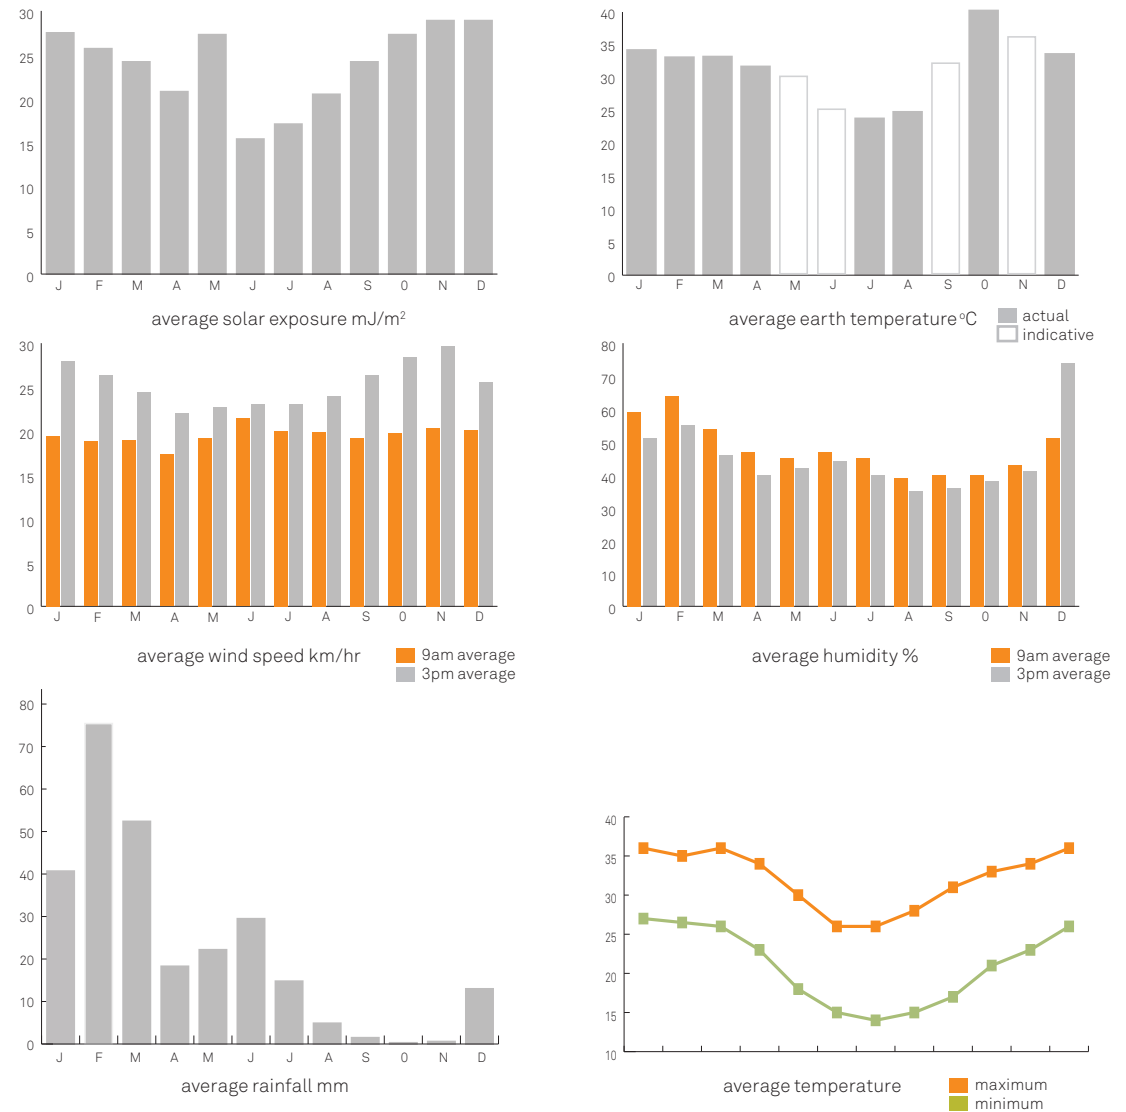 30
25
20
15
10
5
0
J F M A M J J A S 0 N D
average solar exposure mJ/m²
40
35
30
25
20
15
10
5
0
J F M A M J J A S 0 N D
average earth temperature ºC
actual
indicative
30
25
20
15
10
5
0
J F M A M J J A S 0 N D
average wind speed km/hr
9am average
3pm average
80
70
60
50
40
30
20
10
0
J F M A M J J A S 0 N D
average humidity %
9am average
3pm average
80
70
60
50
40
30
20
10
0
J F M A M J J A S 0 N D
average rainfall mm
40
35
30
25
20
15
10
average temperature
maximum
minimum